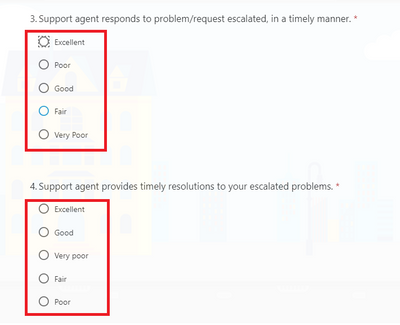 3. Support agent responds to problem/request escalated, in a timely manner. *
Excellent
Poor
Good
Fair
Very Poor
4. Support agent provides timely resolutions to your escalated problems. *
Excellent
Good
Very poor
Fair
Poor